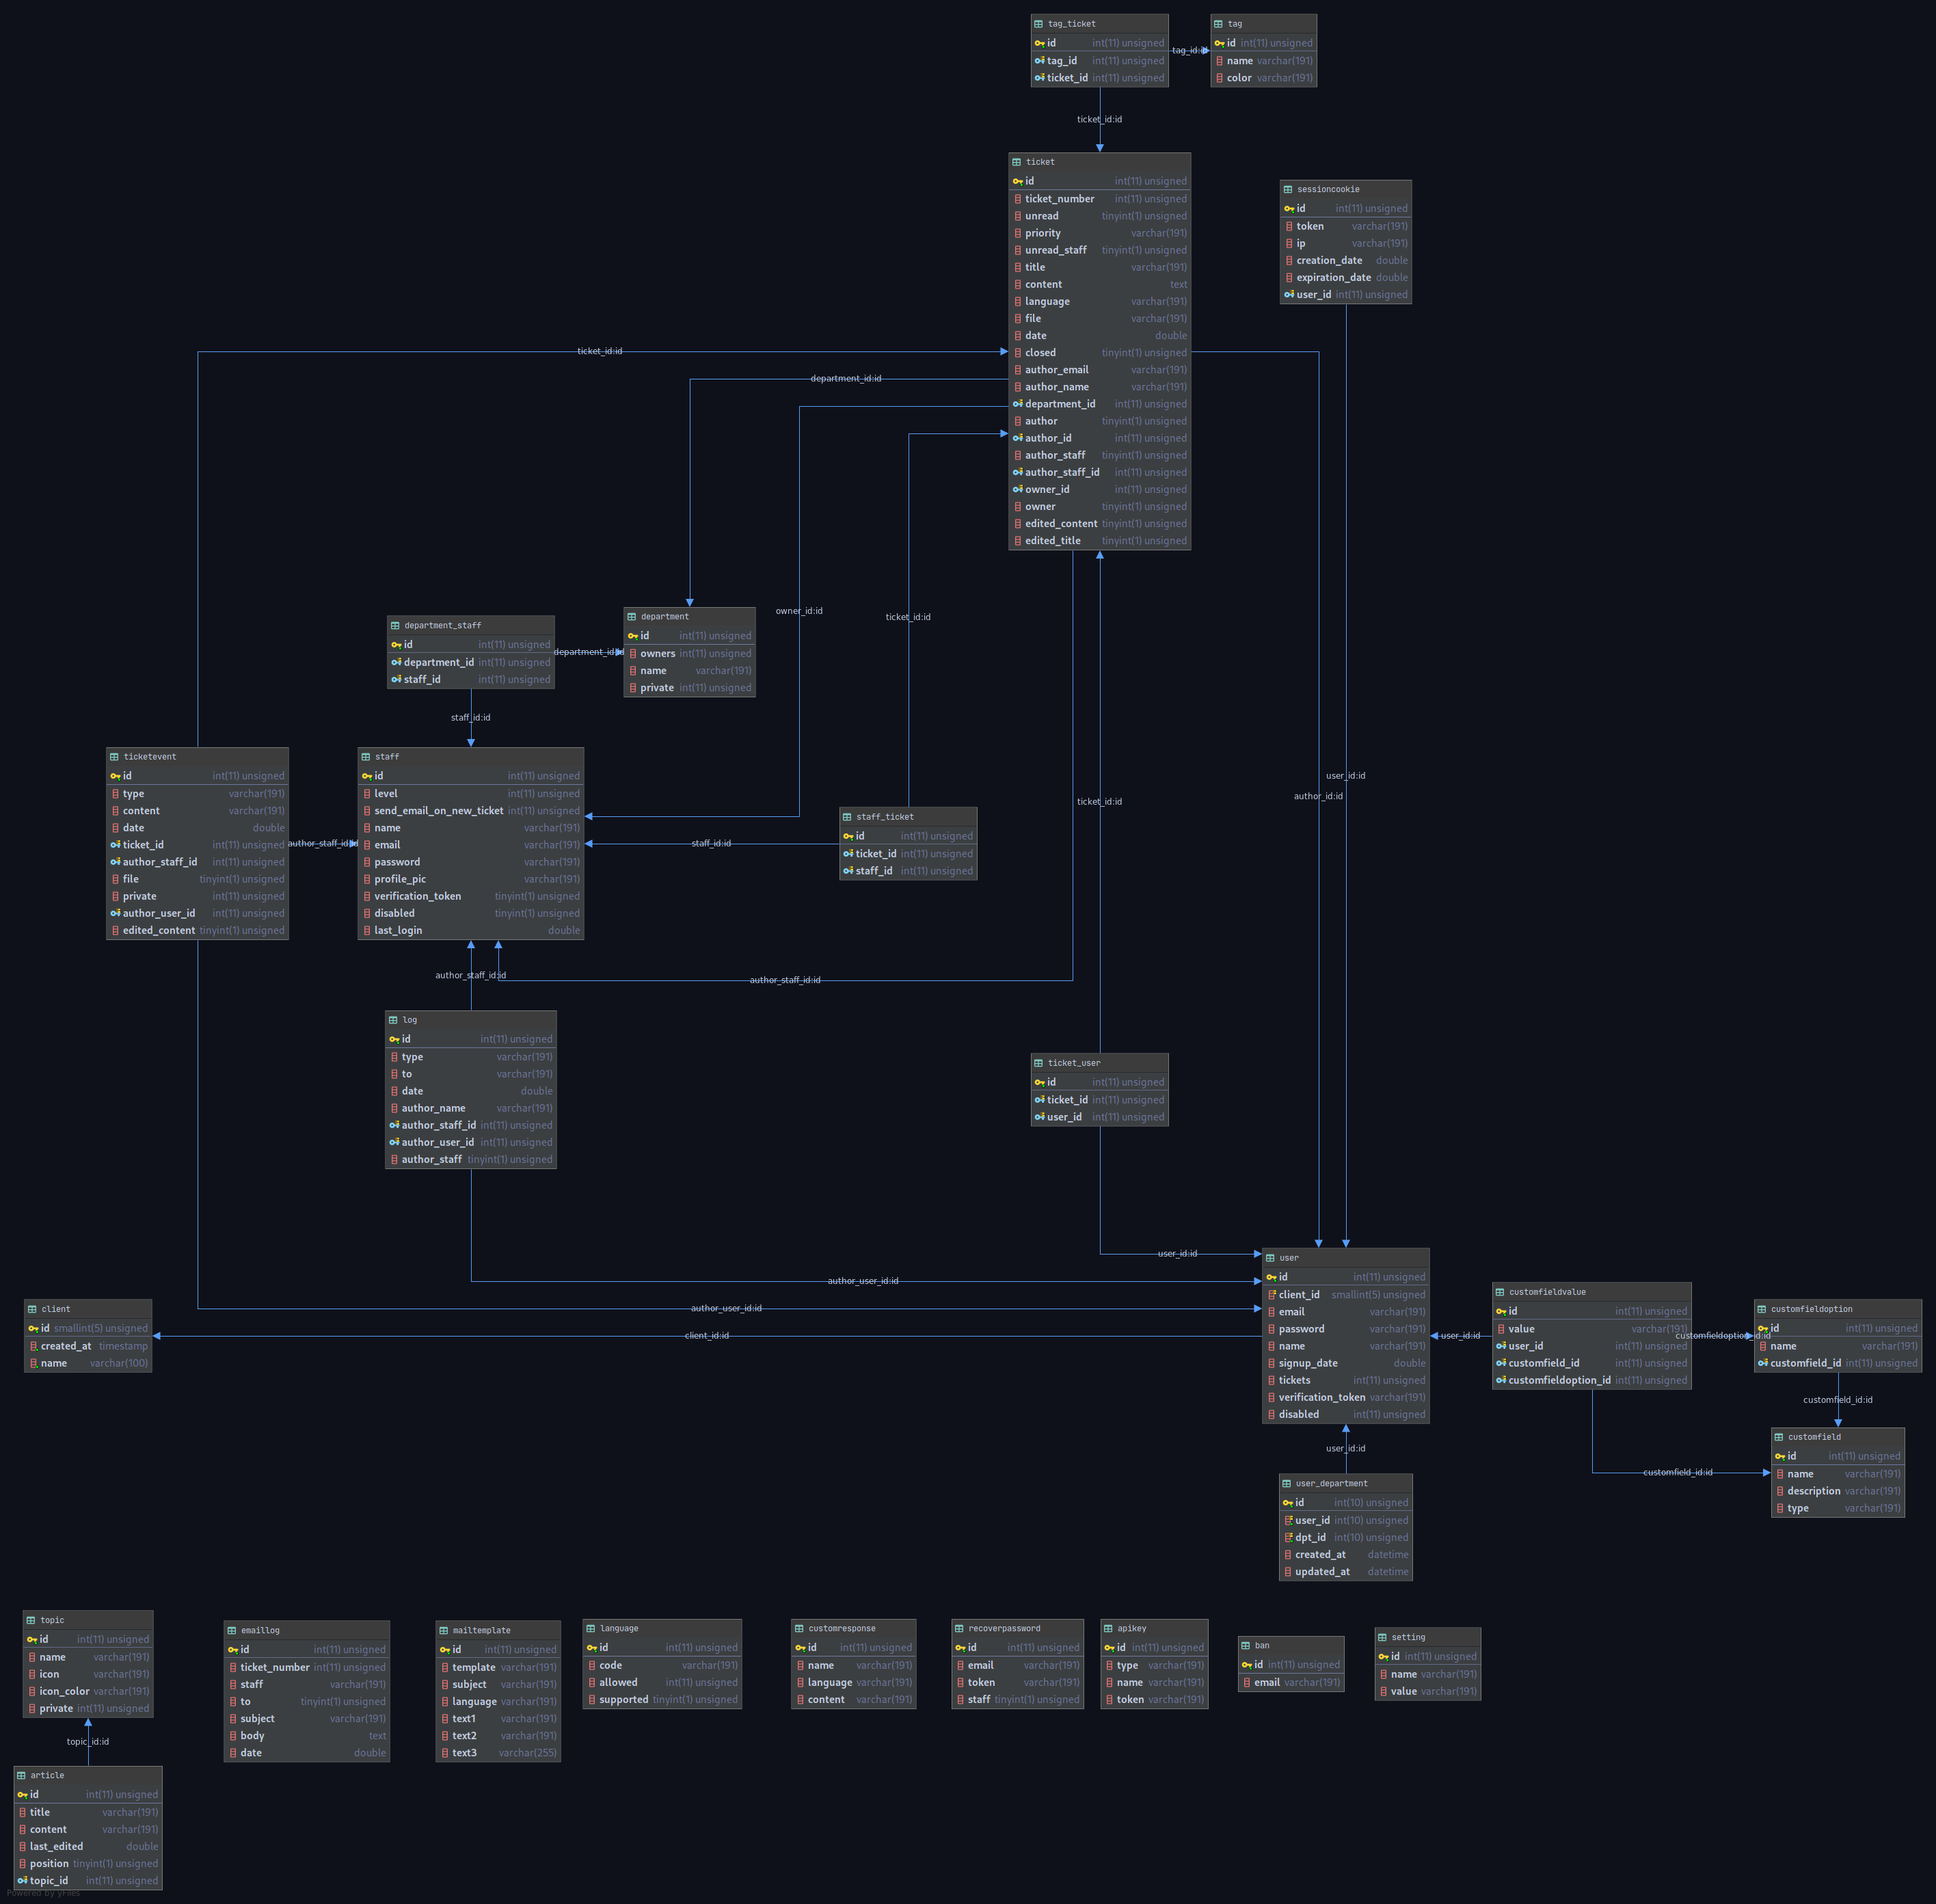 tag_ticket
id int(11) unsigned
tag_id int(11) unsigned
ticket_id int(11) unsigned
tag_id:id
tag
id int(11) unsigned
name varchar(191)
color varchar(191)
ticket_id:id
ticket
id int(11) unsigned
ticket_number int(11) unsigned
unread tinyint(1) unsigned
priority varchar(191)
unread_staff tinyint(1) unsigned
title varchar(191)
content text
language varchar(191)
file varchar(191)
date double
closed tinyint(1) unsigned
author_email varchar(191)
author_name varchar(191)
department_id int(11) unsigned
author tinyint(1) unsigned
author_id int(11) unsigned
author_staff tinyint(1) unsigned
author_staff_id int(11) unsigned
owner_id int(11) unsigned
owner tinyint(1) unsigned
edited_content tinyint(1) unsigned
edited_title tinyint(1) unsigned
sessioncookie
id int(11) unsigned
token varchar(191)
ip varchar(191)
creation_date double
expiration_date double
user_id int(11) unsigned
ticket_id:id
department_id:id
owner_id:id
ticket_id:id
department_staff
id int(11) unsigned
department_id int(11) unsigned
staff_id int(11) unsigned
department_id:id
department
id int(11) unsigned
owners int(11) unsigned
name varchar(191)
private int(11) unsigned
staff_id:id
ticketevent
id int(11) unsigned
type varchar(191)
content varchar(191)
date double
ticket_id int(11) unsigned
author_staff_id int(11) unsigned
file tinyint(1) unsigned
private int(11) unsigned
author_user_id int(11) unsigned
edited_content tinyint(1) unsigned
author_staff_id:id
staff
id int(11) unsigned
level int(11) unsigned
send_email_on_new_ticket int(11) unsigned
name varchar(191)
email varchar(191)
password varchar(191)
profile_pic varchar(191)
verification_token tinyint(1) unsigned
disabled tinyint(1) unsigned
last_login double
staff_id:id
staff_ticket
id int(11) unsigned
ticket_id int(11) unsigned
staff_id int(11) unsigned
ticket_id:id
author_id:id
user_id:id
author_staff_id:id
author_staff_id:id
log
id int(11) unsigned
type varchar(191)
to varchar(191)
date double
author_name varchar(191)
author_staff_id int(11) unsigned
author_user_id int(11) unsigned
author_staff tinyint(1) unsigned
ticket_user
id int(11) unsigned
ticket_id int(11) unsigned
user_id int(11) unsigned
user_id:id
author_user_id:id
author_user_id:id
client_id:id
client
id smallint(5) unsigned
created_at timestamp
name varchar(100)
user
id int(11) unsigned
client_id smallint(5) unsigned
email varchar(191)
password varchar(191)
name varchar(191)
signup_date double
tickets int(11) unsigned
verification_token varchar(191)
disabled int(11) unsigned
user_id:id
customfieldvalue
id int(11) unsigned
value varchar(191)
user_id int(11) unsigned
customfield_id int(11) unsigned
customfieldoption_id int(11) unsigned
customfieldoption_id:id
customfieldoption
id int(11) unsigned
name varchar(191)
customfield_id int(11) unsigned
customfield_id:id
customfield_id:id
customfield
id int(11) unsigned
name varchar(191)
description varchar(191)
type varchar(191)
user_id:id
user_department
id int(10) unsigned
user_id int(10) unsigned
dpt_id int(10) unsigned
created_at datetime
updated_at datetime
topic
id int(11) unsigned
name varchar(191)
icon varchar(191)
icon_color varchar(191)
private int(11) unsigned
topic_id:id
article
id int(11) unsigned
title varchar(191)
content varchar(191)
last_edited double
position tinyint(1) unsigned
topic_id int(11) unsigned
emaillog
id int(11) unsigned
ticket_number int(11) unsigned
staff varchar(191)
to tinyint(1) unsigned
subject varchar(191)
body text
date double
mailtemplate
id int(11) unsigned
template varchar(191)
subject varchar(191)
language varchar(191)
text1 varchar(191)
text2 varchar(191)
text3 varchar(255)
language
id int(11) unsigned
code varchar(191)
allowed int(11) unsigned
supported tinyint(1) unsigned
customresponse
id int(11) unsigned
name varchar(191)
language varchar(191)
content varchar(191)
recoverpassword
id int(11) unsigned
email varchar(191)
token varchar(191)
staff tinyint(1) unsigned
apikey
id int(11) unsigned
type varchar(191)
name varchar(191)
token varchar(191)
ban
id int(11) unsigned
email varchar(191)
setting
id int(11) unsigned
name varchar(191)
value varchar(191)
Powered by yFiles